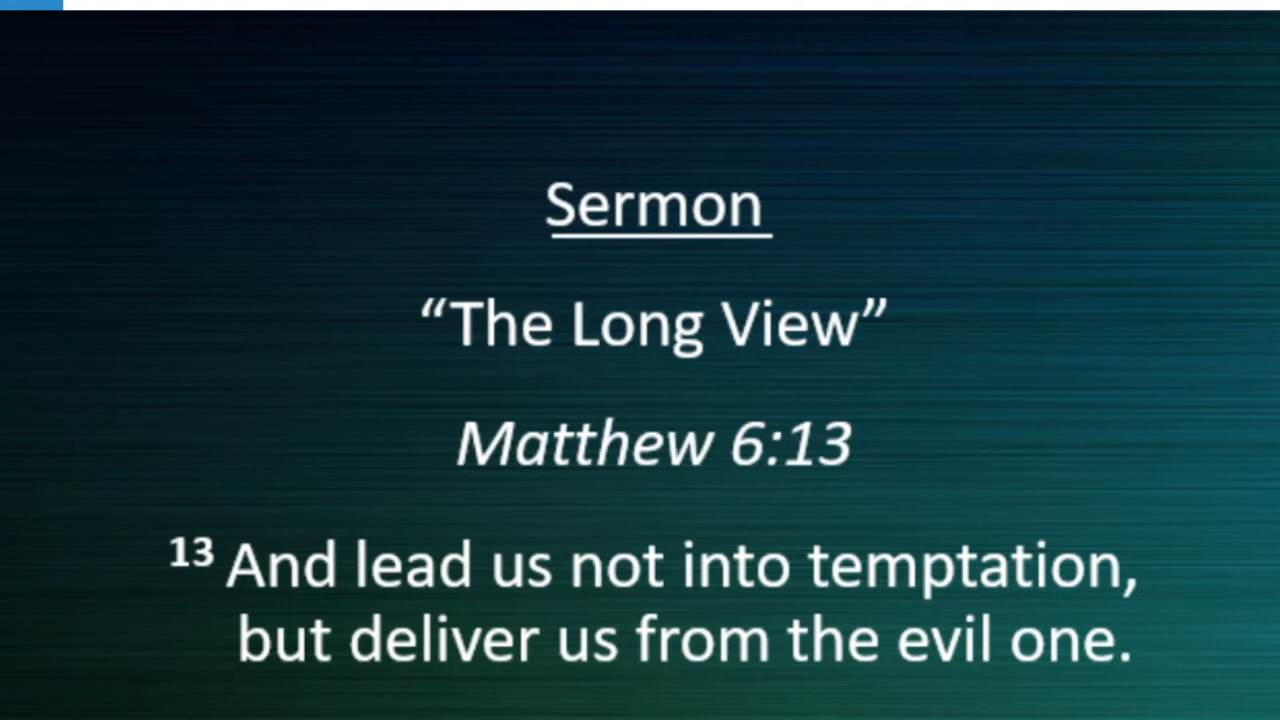 Sermon
“The Long View”
Matthew 6:13
13 And lead us not into temptation,
but deliver us from the evil one.